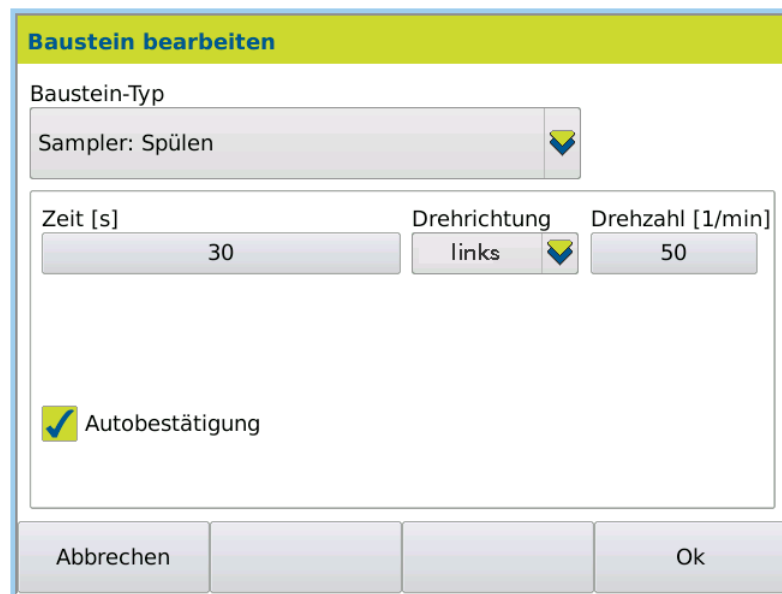 Baustein bearbeiten
Baustein-Typ
Sampler: Spülen
Zeit [s] Drehrichtung Drehzahl [1/min]
30 links 50
Autobestätigung
Abbrechen Ok